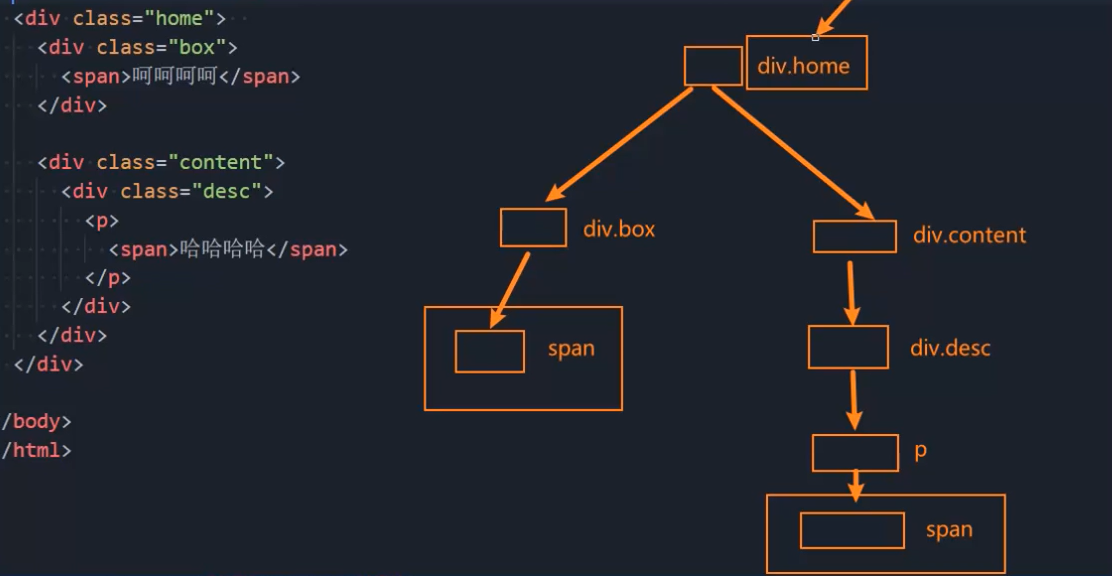 <div class="home">
<div class="box">
<span>呵呵呵呵</span>
</div>
<div class="content">
<div class="desc">
<p>
<span>哈哈哈哈</span>
</p>
</div>
</div>
</div>
/body>
/html>
div.home
div.box
div.content
span
div.desc
p
span